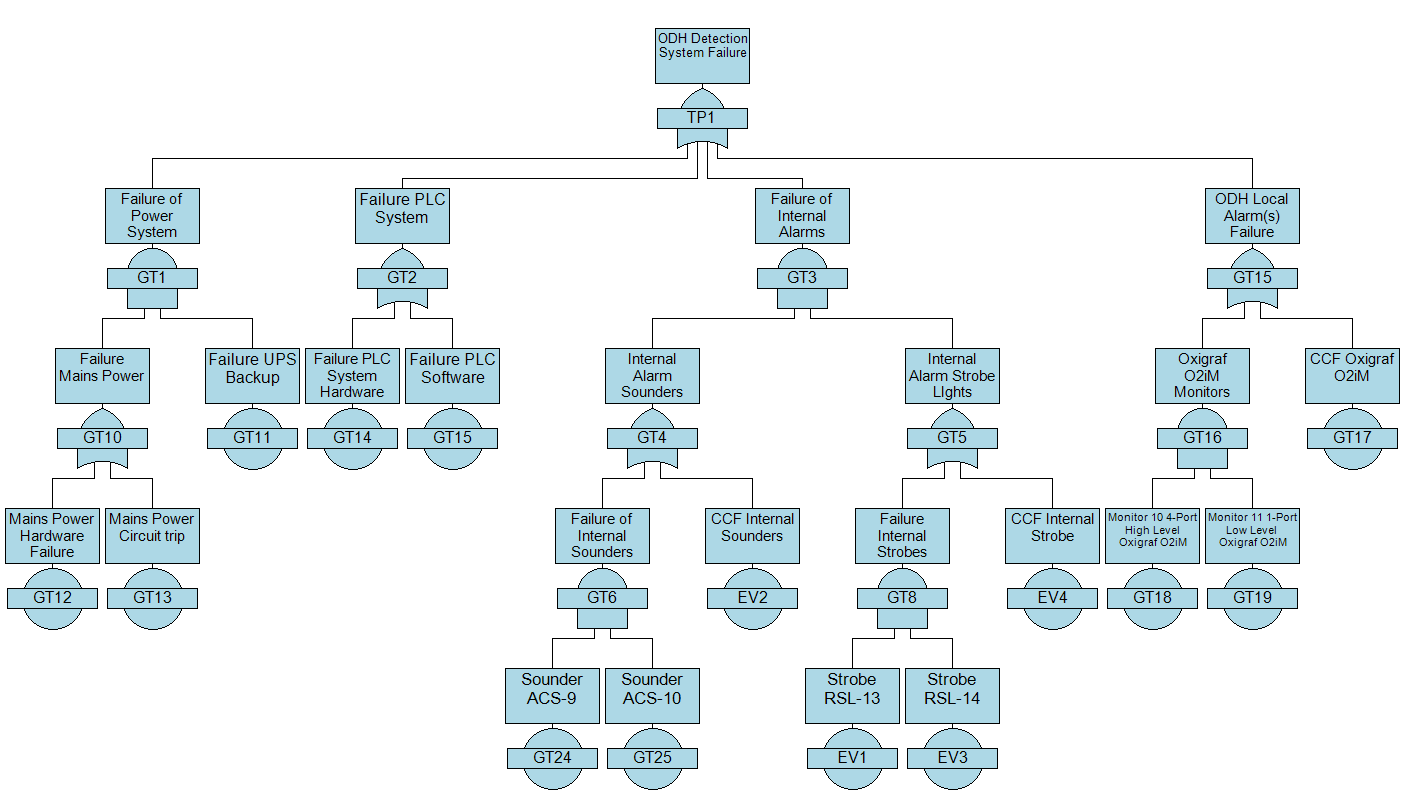 ODH Detection
System Failure
TP1
Failure of
Power
System
GT1
Failure PLC
System
GT2
Failure of
Internal
Alarms
GT3
ODH Local
Alarm(s)
Failure
GT15
Failure
Mains Power
GT10
Failure UPS
Backup
GT11
Failure PLC
System
Hardware
GT14
Failure PLC
Software
GT15
Internal
Alarm
Sounders
GT4
Internal
Alarm Strobe
LIghts
GT5
Oxigraf
O2iM
Monitors
GT16
CCF Oxigraf
O2iM
GT17
Mains Power
Hardware
Failure
GT12
Mains Power
Circuit trip
GT13
Failure of
Internal
Sounders
GT6
CCF Internal
Sounders
EV2
Failure
Internal
Strobes
GT8
CCF Internal
Strobe
EV4
Monitor 10 4-Port
High Level
Oxigraf O2iM
GT18
Monitor 11 1-Port
Low Level
Oxigraf O2iM
GT19
Sounder
ACS-9
GT24
Sounder
ACS-10
GT25
Strobe
RSL-13
EV1
Strobe
RSL-14
EV3